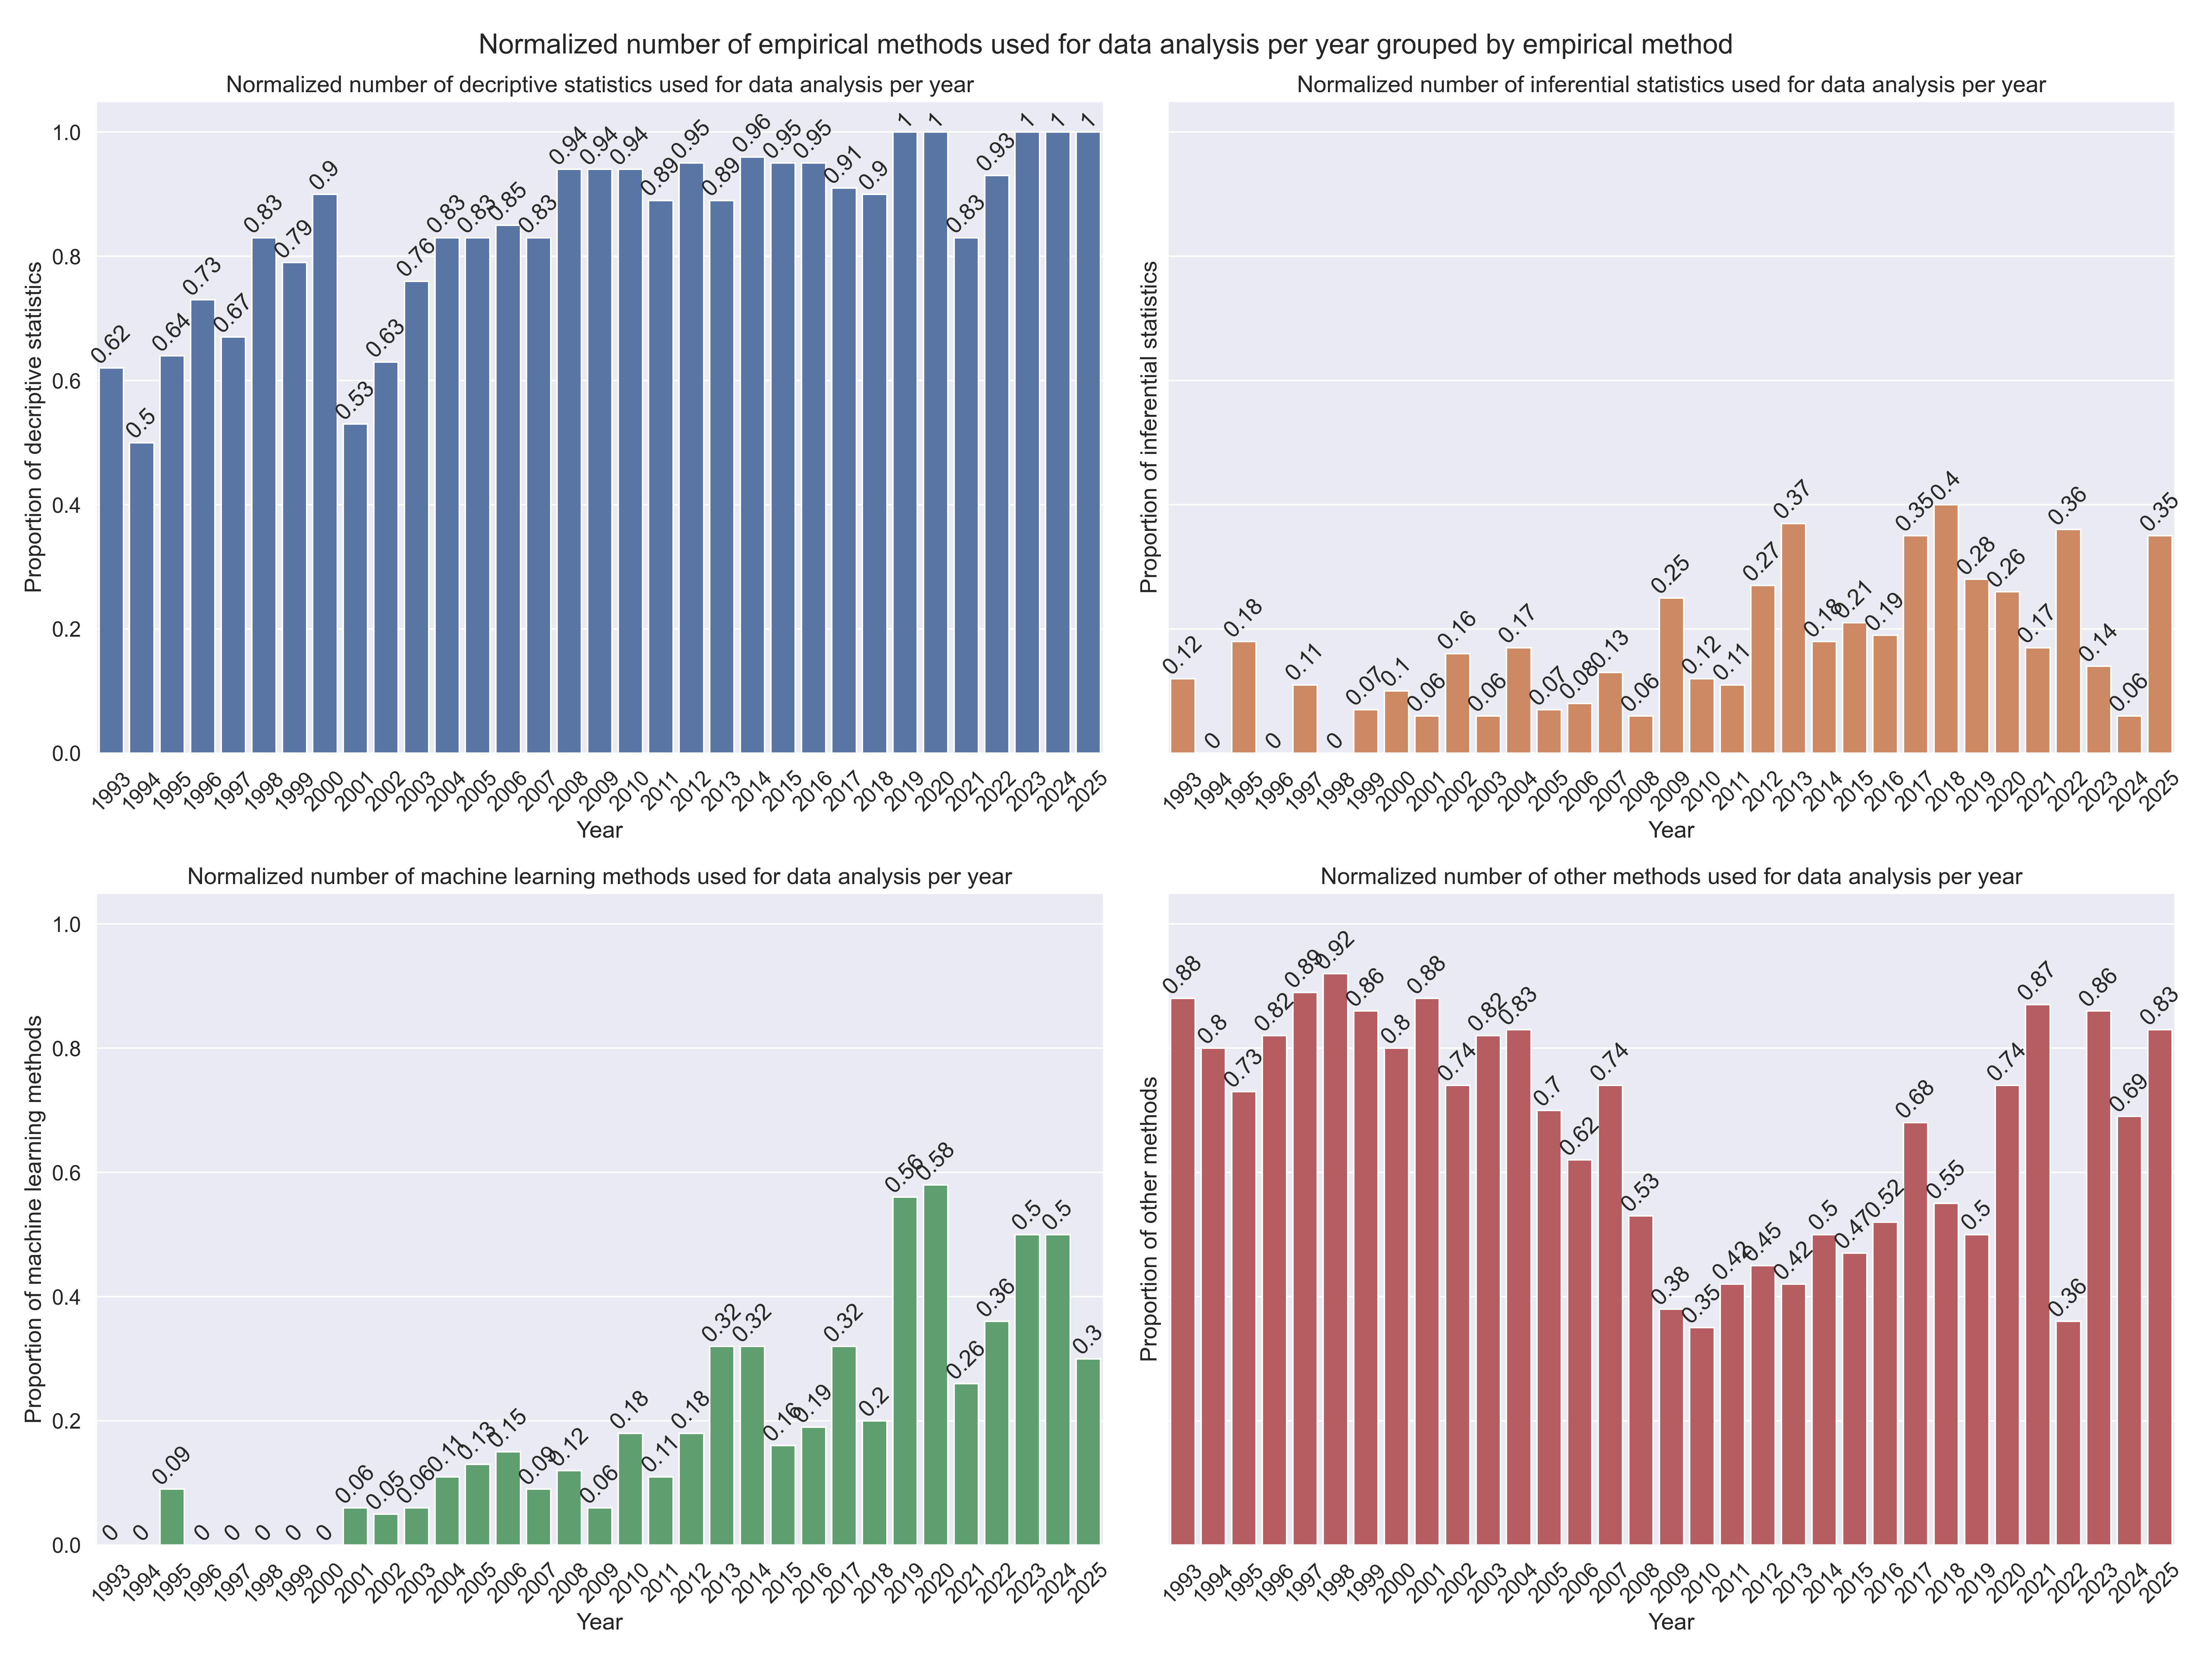 Normalized number of empirical methods used for data analysis per year grouped by empirical method
Normalized number of decriptive statistics used for data analysis per year
Proportion of decriptive statistics
1.0
0.8
0.6
0.4
0.2
0.0
0.62 0.5 0.64 0.73 0.67 0.83 0.79 0.9 0.53 0.63 0.76 0.83 0.83 0.85 0.83 0.94 0.94 0.94 0.89 0.95 0.89 0.96 0.95 0.95 0.91 0.9 1 1 0.83 0.93 1 1 1
1993 1994 1995 1996 1997 1998 1999 2000 2001 2002 2003 2004 2005 2006 2007 2008 2009 2010 2011 2012 2013 2014 2015 2016 2017 2018 2019 2020 2021 2022 2023 2024 2025
Year
Normalized number of inferential statistics used for data analysis per year
Proportion of inferential statistics
0.12 0 0.18 0 0.11 0 0.07 0.1 0.06 0.16 0.06 0.17 0.07 0.08 0.13 0.06 0.25 0.12 0.11 0.27 0.37 0.18 0.21 0.19 0.35 0.4 0.28 0.26 0.17 0.36 0.14 0.06 0.35
1993 1994 1995 1996 1997 1998 1999 2000 2001 2002 2003 2004 2005 2006 2007 2008 2009 2010 2011 2012 2013 2014 2015 2016 2017 2018 2019 2020 2021 2022 2023 2024 2025
Year
Normalized number of machine learning methods used for data analysis per year
Proportion of machine learning methods
1.0
0.8
0.6
0.4
0.2
0.0
0 0 0.09 0 0 0 0 0 0.06 0.05 0.06 0.11 0.13 0.15 0.09 0.12 0.06 0.18 0.11 0.18 0.32 0.32 0.16 0.19 0.32 0.2 0.56 0.58 0.26 0.36 0.5 0.5 0.3
1993 1994 1995 1996 1997 1998 1999 2000 2001 2002 2003 2004 2005 2006 2007 2008 2009 2010 2011 2012 2013 2014 2015 2016 2017 2018 2019 2020 2021 2022 2023 2024 2025
Year
Normalized number of other methods used for data analysis per year
Proportion of other methods
0.88 0.8 0.73 0.82 0.89 0.92 0.86 0.8 0.88 0.74 0.82 0.83 0.7 0.62 0.74 0.53 0.38 0.35 0.42 0.45 0.42 0.5 0.47 0.52 0.68 0.55 0.5 0.74 0.87 0.36 0.86 0.69 0.83
1993 1994 1995 1996 1997 1998 1999 2000 2001 2002 2003 2004 2005 2006 2007 2008 2009 2010 2011 2012 2013 2014 2015 2016 2017 2018 2019 2020 2021 2022 2023 2024 2025
Year